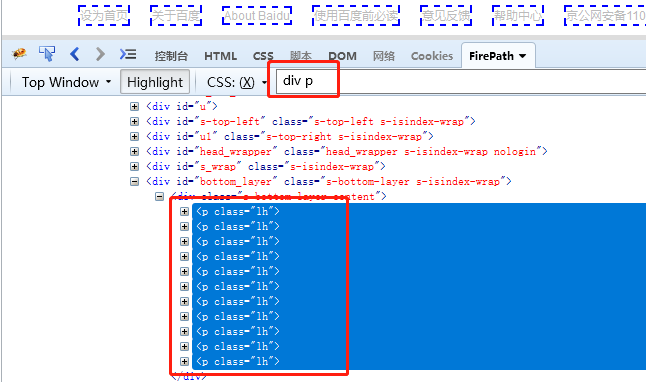 设为首页 关于百度 About Baidu 使用百度前必读 意见反馈 帮助中心 京公网安备110
控制台 HTML CSS 脚本 DOM 网络 Cookies FirePath
Top Window Highlight CSS: (X) div p
<div id="u">
<div id="s-top-left" class="s-top-left s-isindex-wrap">
<div id="u1" class="s-top-right s-isindex-wrap">
<div id="head_wrapper" class="head_wrapper s-isindex-wrap nologin">
<div id="s_wrap" class="s-isindex-wrap">
<div id="bottom_layer" class="s-bottom-layer s-isindex-wrap">
<div class="s-bottom-layer-content">
<p class="lh">
<p class="lh">
<p class="lh">
<p class="lh">
<p class="lh">
<p class="lh">
<p class="lh">
<p class="lh">
<p class="lh">
<p class="lh">
<p class="lh">
</div>